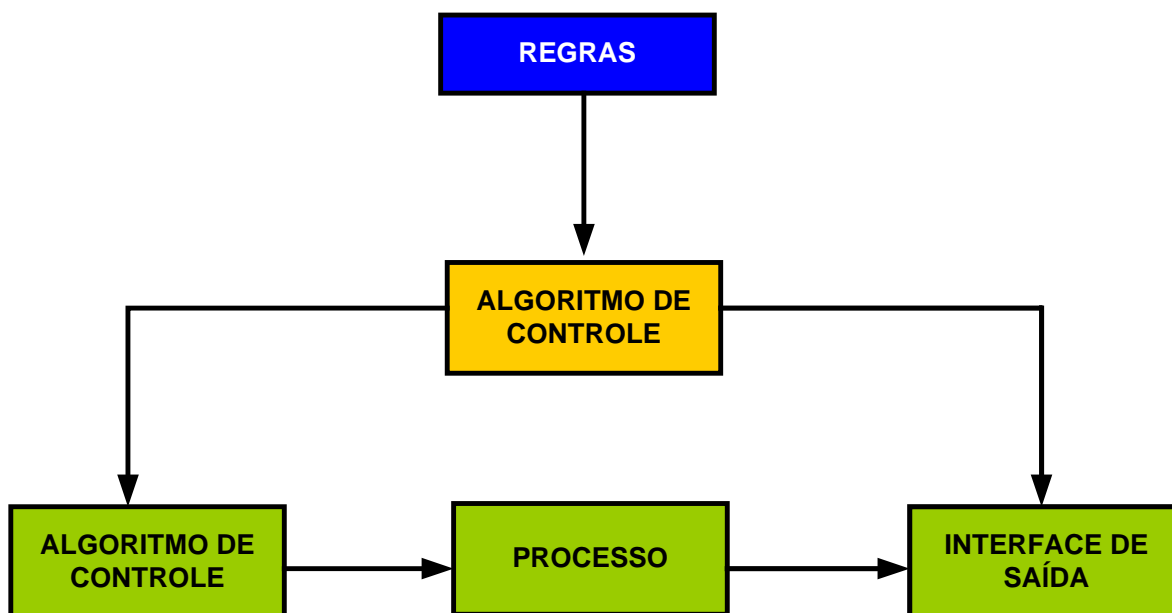 REGRAS
ALGORITMO DE
CONTROLE
ALGORITMO DE
CONTROLE
PROCESSO
INTERFACE DE
SAÍDA